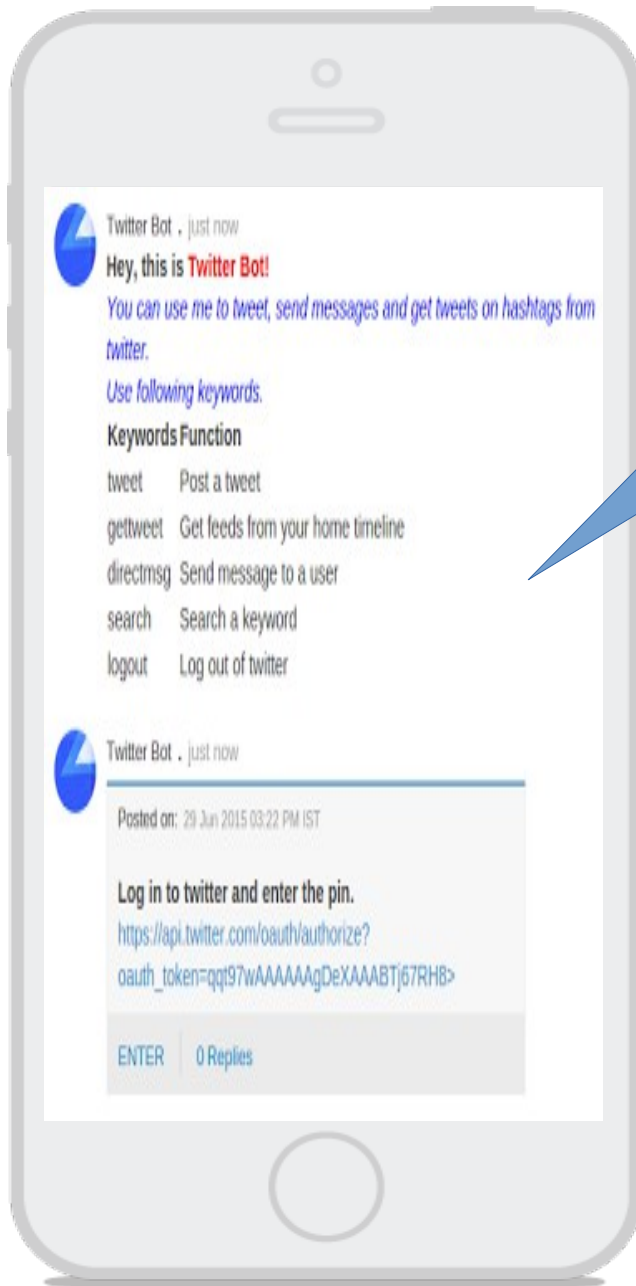 Twitter Bot . just now
Hey, this is Twitter Bot!
You can use me to tweet, send messages and get tweets on hashtags from
twitter.
Use following keywords.
Keywords Function
tweet Post a tweet
gettweet Get feeds from your home timeline
directmsg Send message to a user
search Search a keyword
logout Log out of twitter
Twitter Bot . just now
Posted on: 29 Jun 2015 03:22 PM IST
Log in to twitter and enter the pin.
https://api.twitter.com/oauth/authorize?
oauth_token=qqt97wAAAAAAgDeXAAABTj67RH8>
ENTER 0 Replies